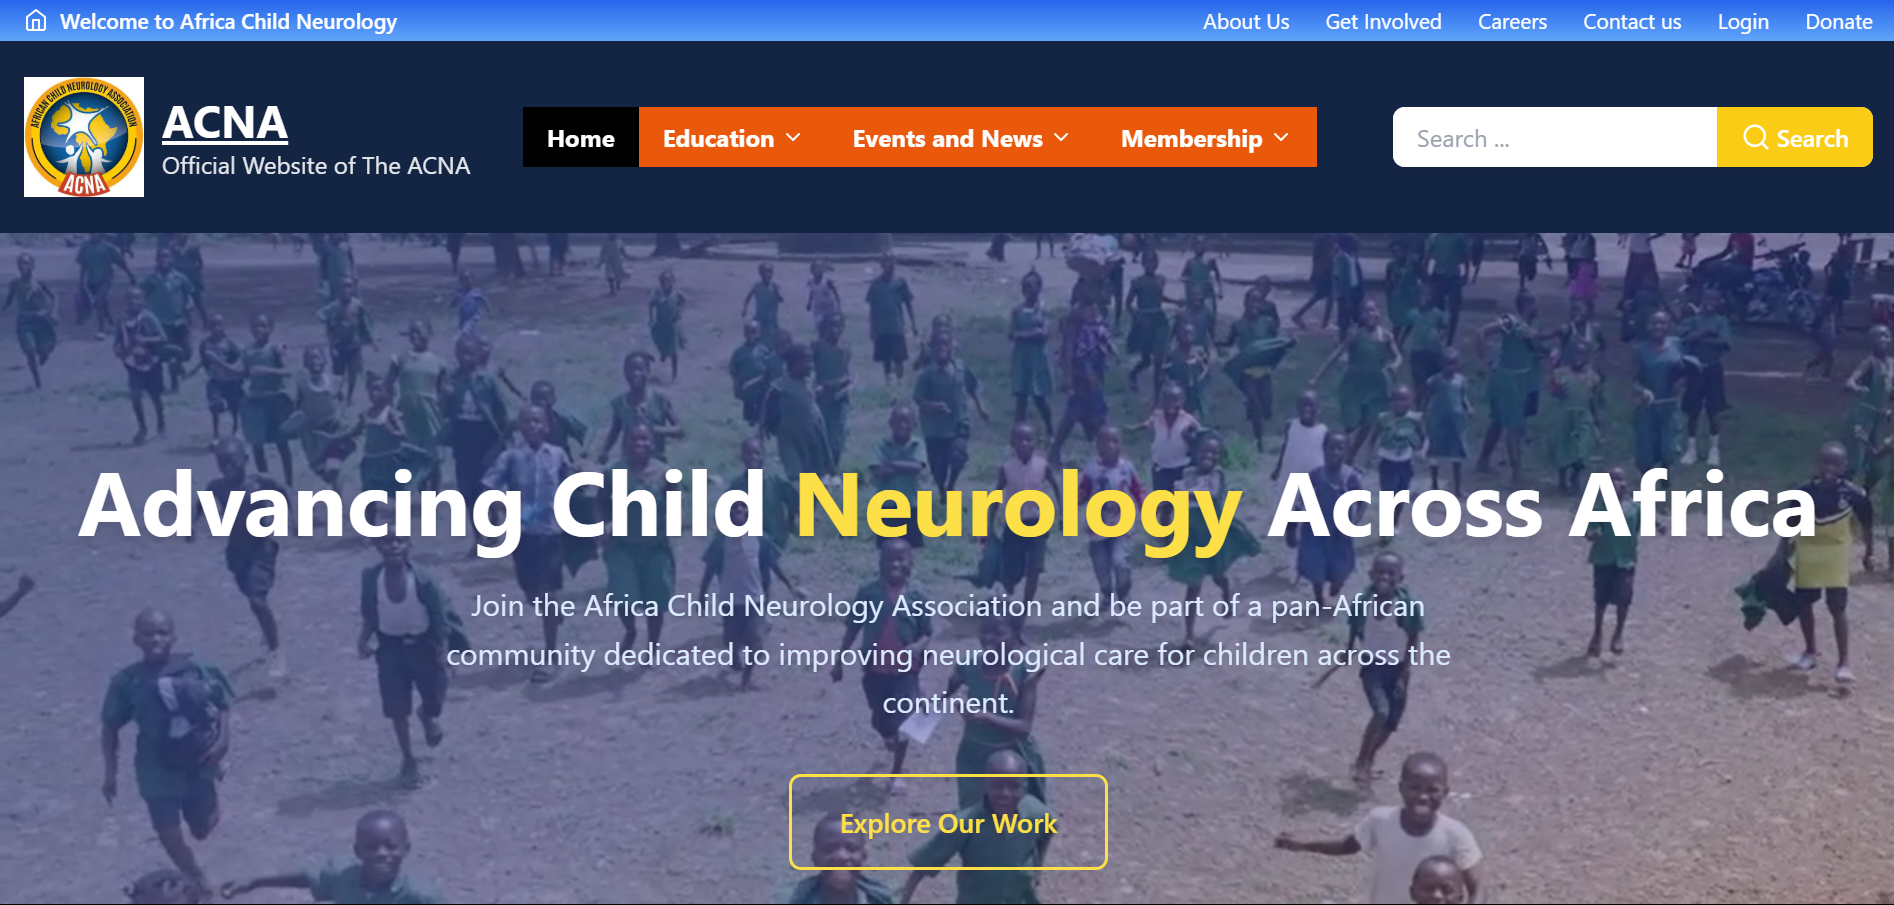 Welcome to Africa Child Neurology
About Us Get Involved Careers Contact us Login Donate
AFRICAN CHILD NEUROLOGY ASSOCIATION
ACNA
ACNA
Official Website of The ACNA
Home Education Events and News Membership
Search ...
Search
Advancing Child Neurology Across Africa
Join the Africa Child Neurology Association and be part of a pan-African
community dedicated to improving neurological care for children across the
continent.
Explore Our Work